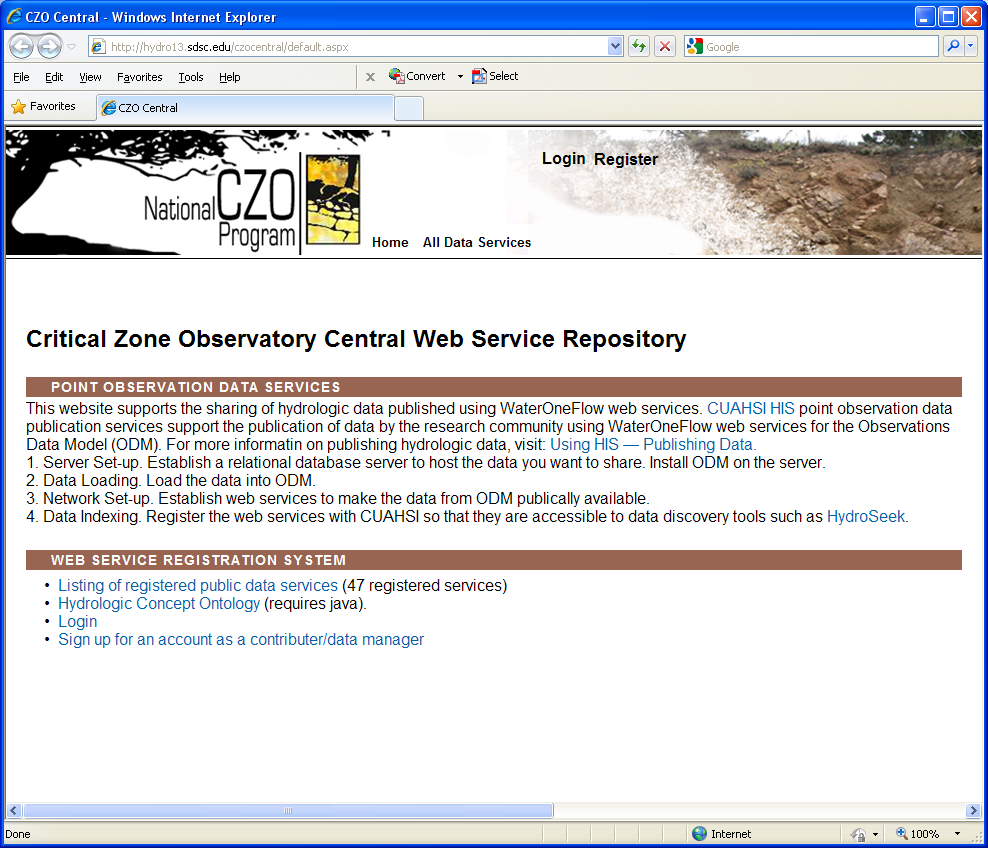 CZO Central - Windows Internet Explorer
http://hydro13.sdsc.edu/czocentral/default.aspx
Google
File Edit View Favorites Tools Help
x Convert Select
Favorites CZO Central
Login Register
National CZO
Program
Home All Data Services
Critical Zone Observatory Central Web Service Repository
POINT OBSERVATION DATA SERVICES
This website supports the sharing of hydrologic data published using WaterOneFlow web services. CUAHSI HIS point observation data
publication services support the publication of data by the research community using WaterOneFlow web services for the Observations
Data Model (ODM). For more informatin on publishing hydrologic data, visit: Using HIS — Publishing Data.
1. Server Set-up. Establish a relational database server to host the data you want to share. Install ODM on the server.
2. Data Loading. Load the data into ODM.
3. Network Set-up. Establish web services to make the data from ODM publically available.
4. Data Indexing. Register the web services with CUAHSI so that they are accessible to data discovery tools such as HydroSeek.
WEB SERVICE REGISTRATION SYSTEM
• Listing of registered public data services (47 registered services)
• Hydrologic Concept Ontology (requires java).
• Login
• Sign up for an account as a contributer/data manager
Done Internet 100%